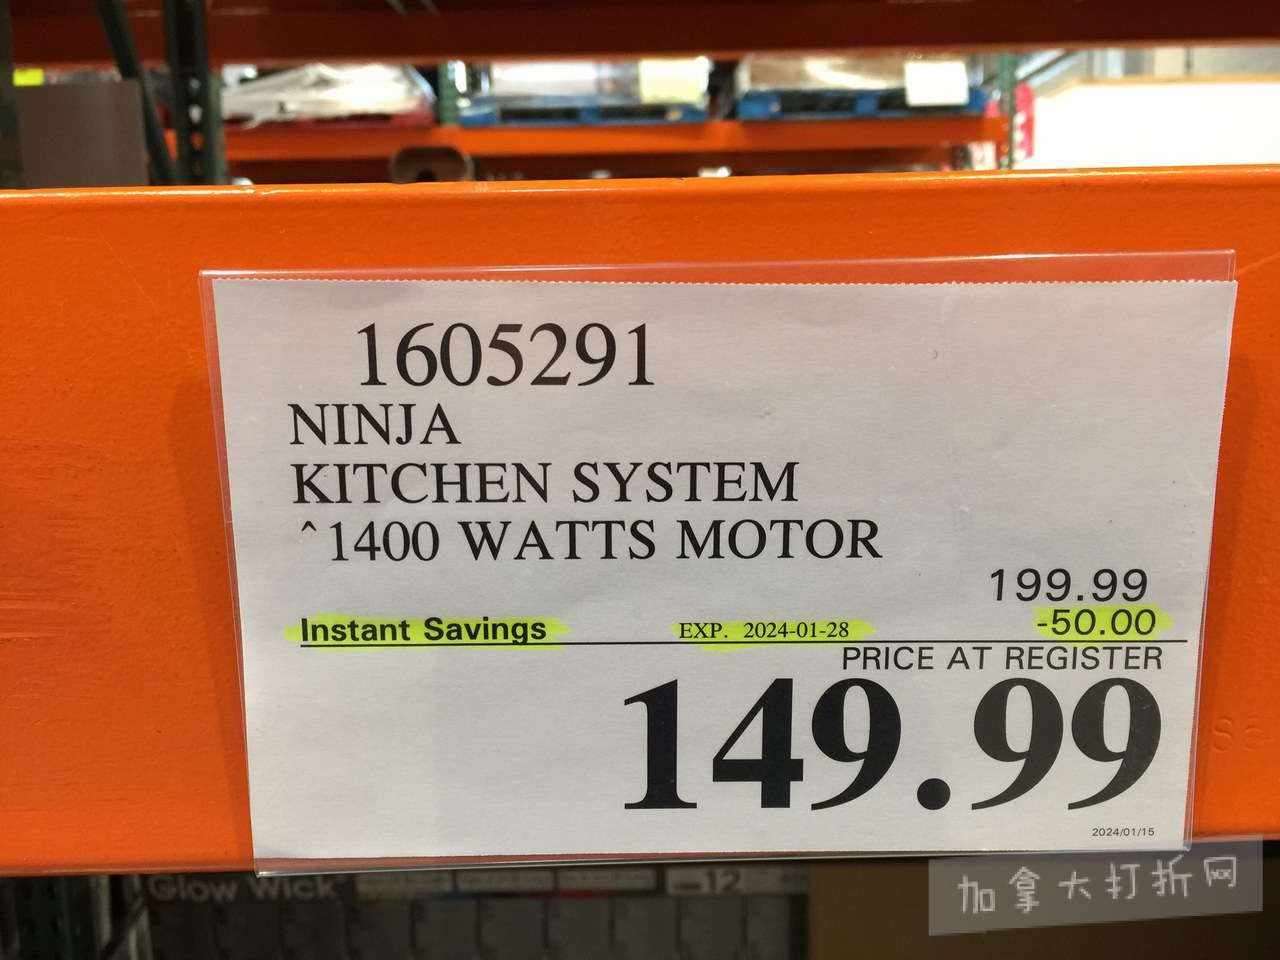 1605291
NINJA
KITCHEN SYSTEM
^1400 WATTS MOTOR
199.99
Instant Savings EXP. 2024-01-28 -50.00
PRICE AT REGISTER
149.99
2024/01/15
Glow Wick
12
加拿大打折网